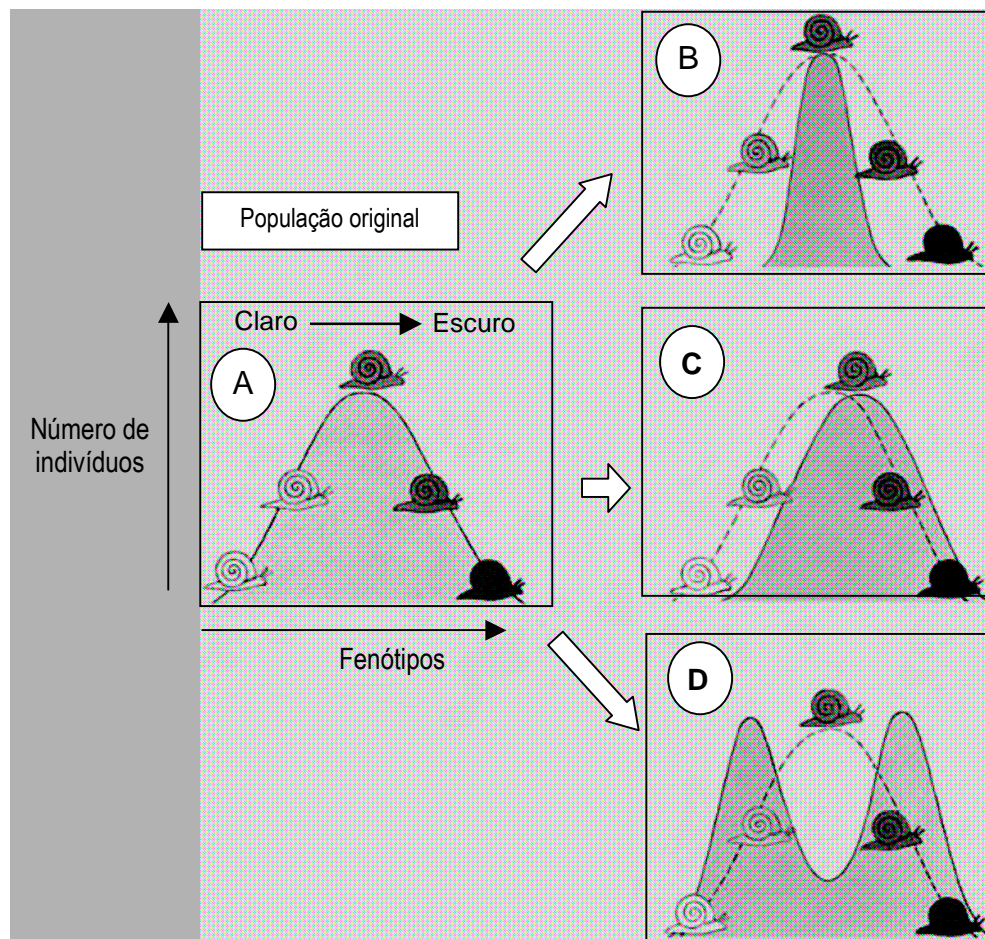 B
População original
Claro Escuro
A
C
Número de
indivíduos
Fenótipos
D